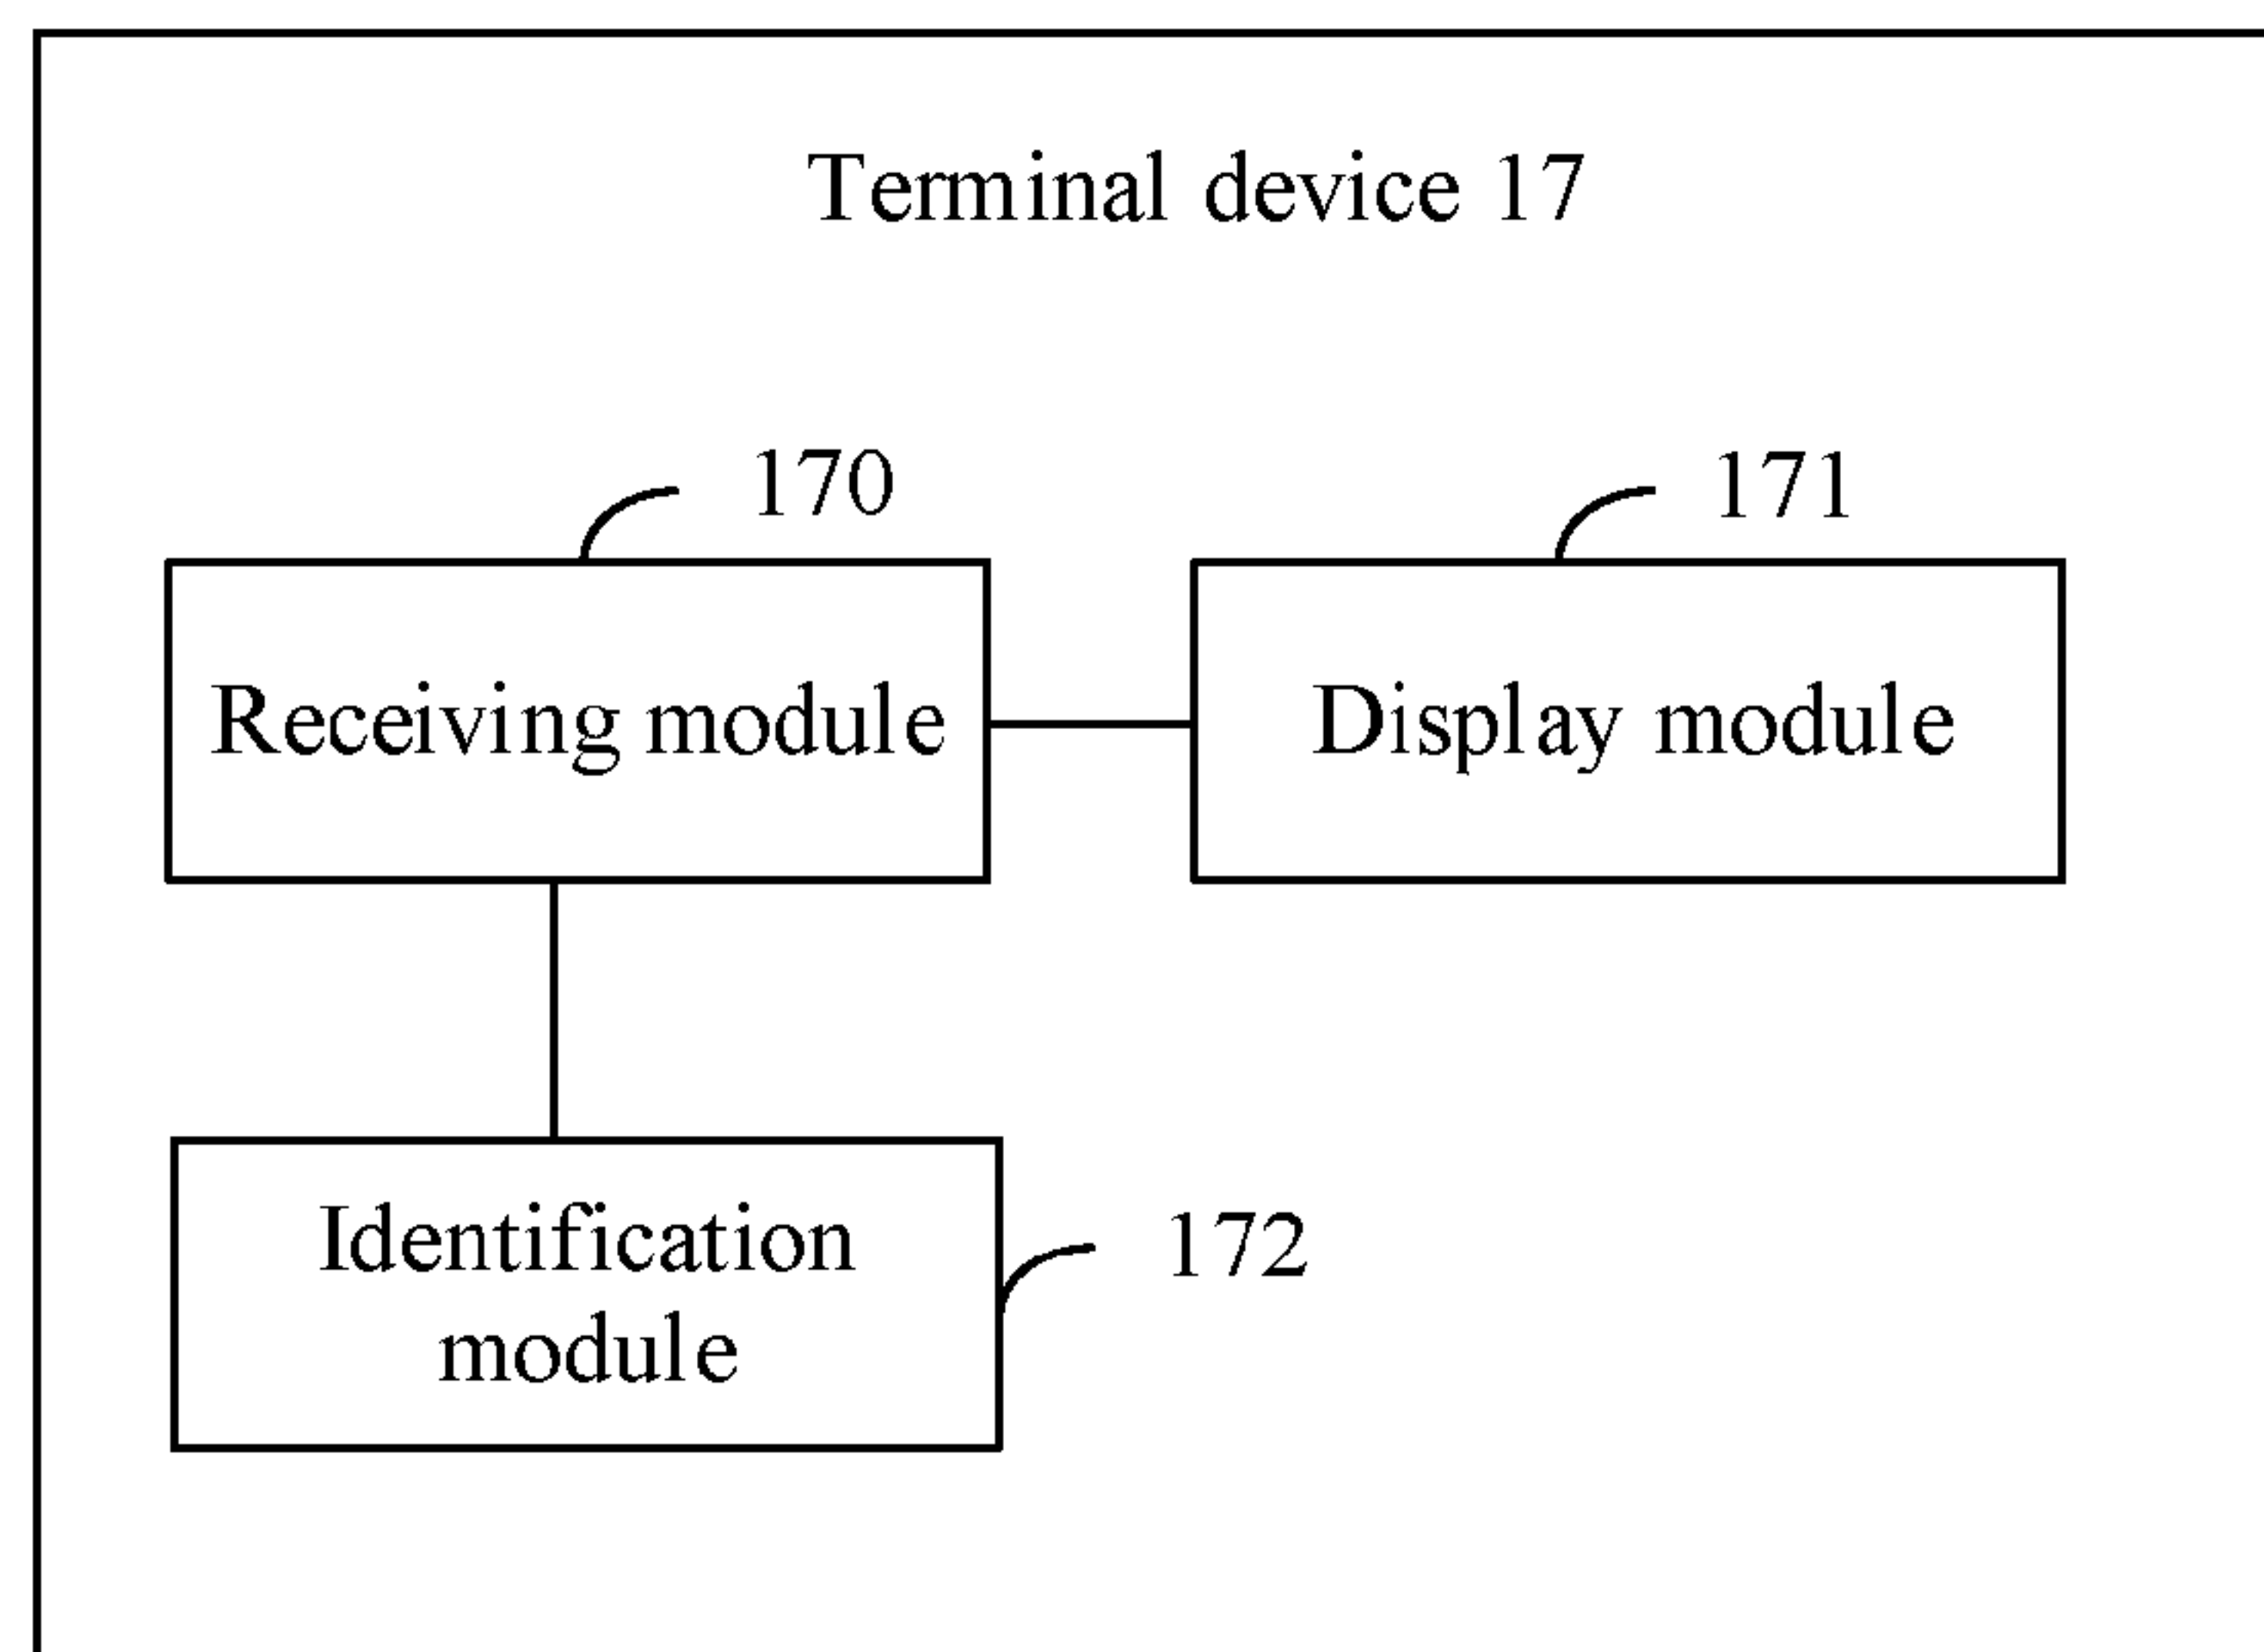 Terminal device 17
170
171
Receiving module
Display module
Identification
module
172